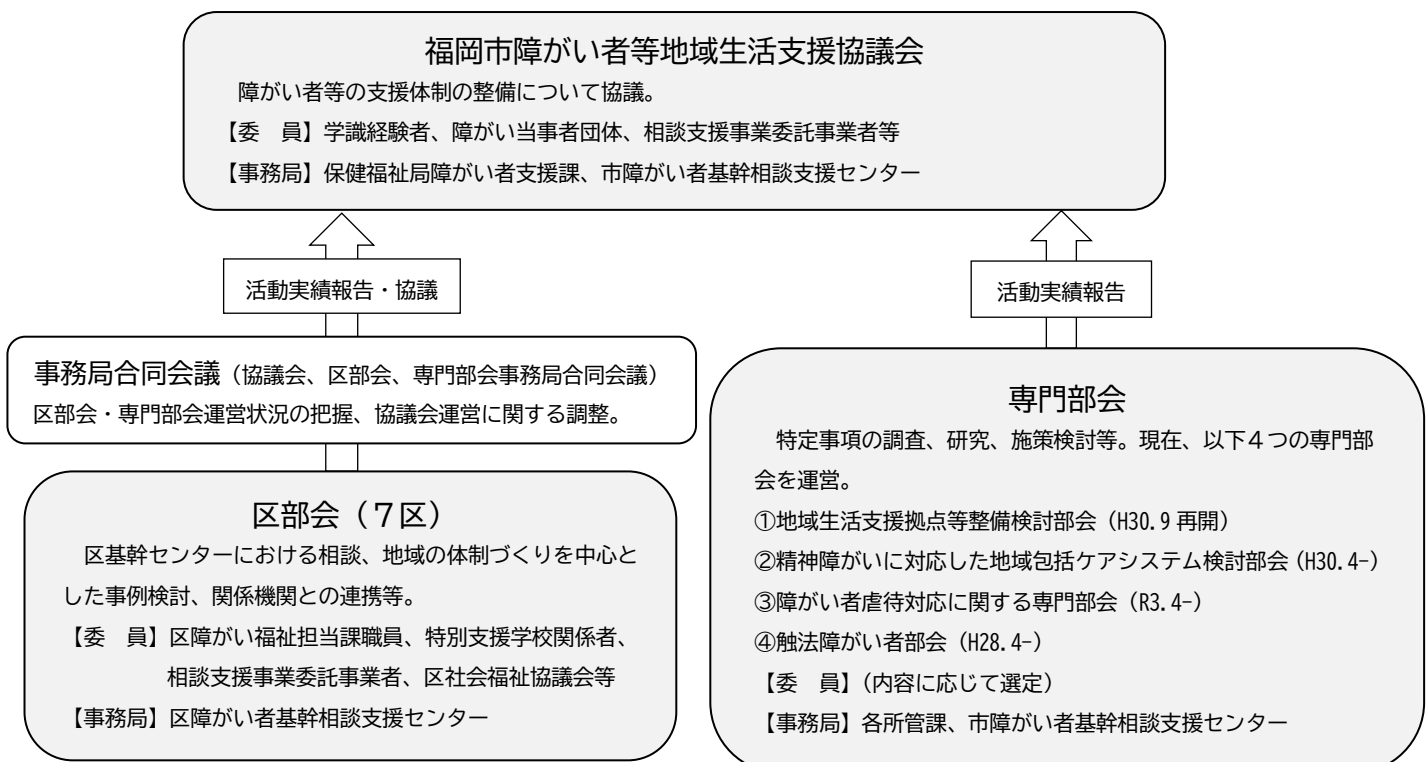 福岡市障がい者等地域生活支援協議会
障がい者等の支援体制の整備について協議。
【委　員】学識経験者、障がい当事者団体、相談支援事業委託事業者等
【事務局】保健福祉局障がい者支援課、市障がい者基幹相談支援センター
活動実績報告・協議
活動実績報告
事務局合同会議（協議会、区部会、専門部会事務局合同会議）
区部会・専門部会運営状況の把握、協議会運営に関する調整。
区部会（７区）
区基幹センターにおける相談、地域の体制づくりを中心と
した事例検討、関係機関との連携等。
【委　員】区障がい福祉担当課職員、特別支援学校関係者、
相談支援事業委託事業者、区社会福祉協議会等
【事務局】区障がい者基幹相談支援センター
専門部会
特定事項の調査、研究、施策検討等。現在、以下４つの専門部
会を運営。
①地域生活支援拠点等整備検討部会（H30.9 再開）
②精神障がいに対応した地域包括ケアシステム検討部会（H30.4-）
③障がい者虐待対応に関する専門部会（R3.4-）
④触法障がい者部会（H28.4-）
【委　員】（内容に応じて選定）
【事務局】各所管課、市障がい者基幹相談支援センター